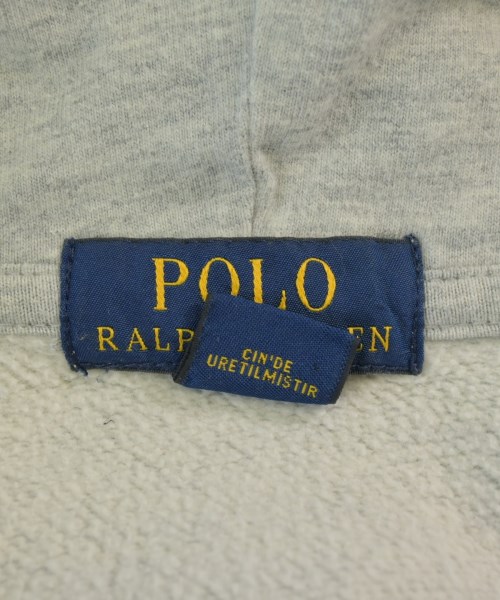 POLO
RALP EN
CIN'DE
URETILMISTIR